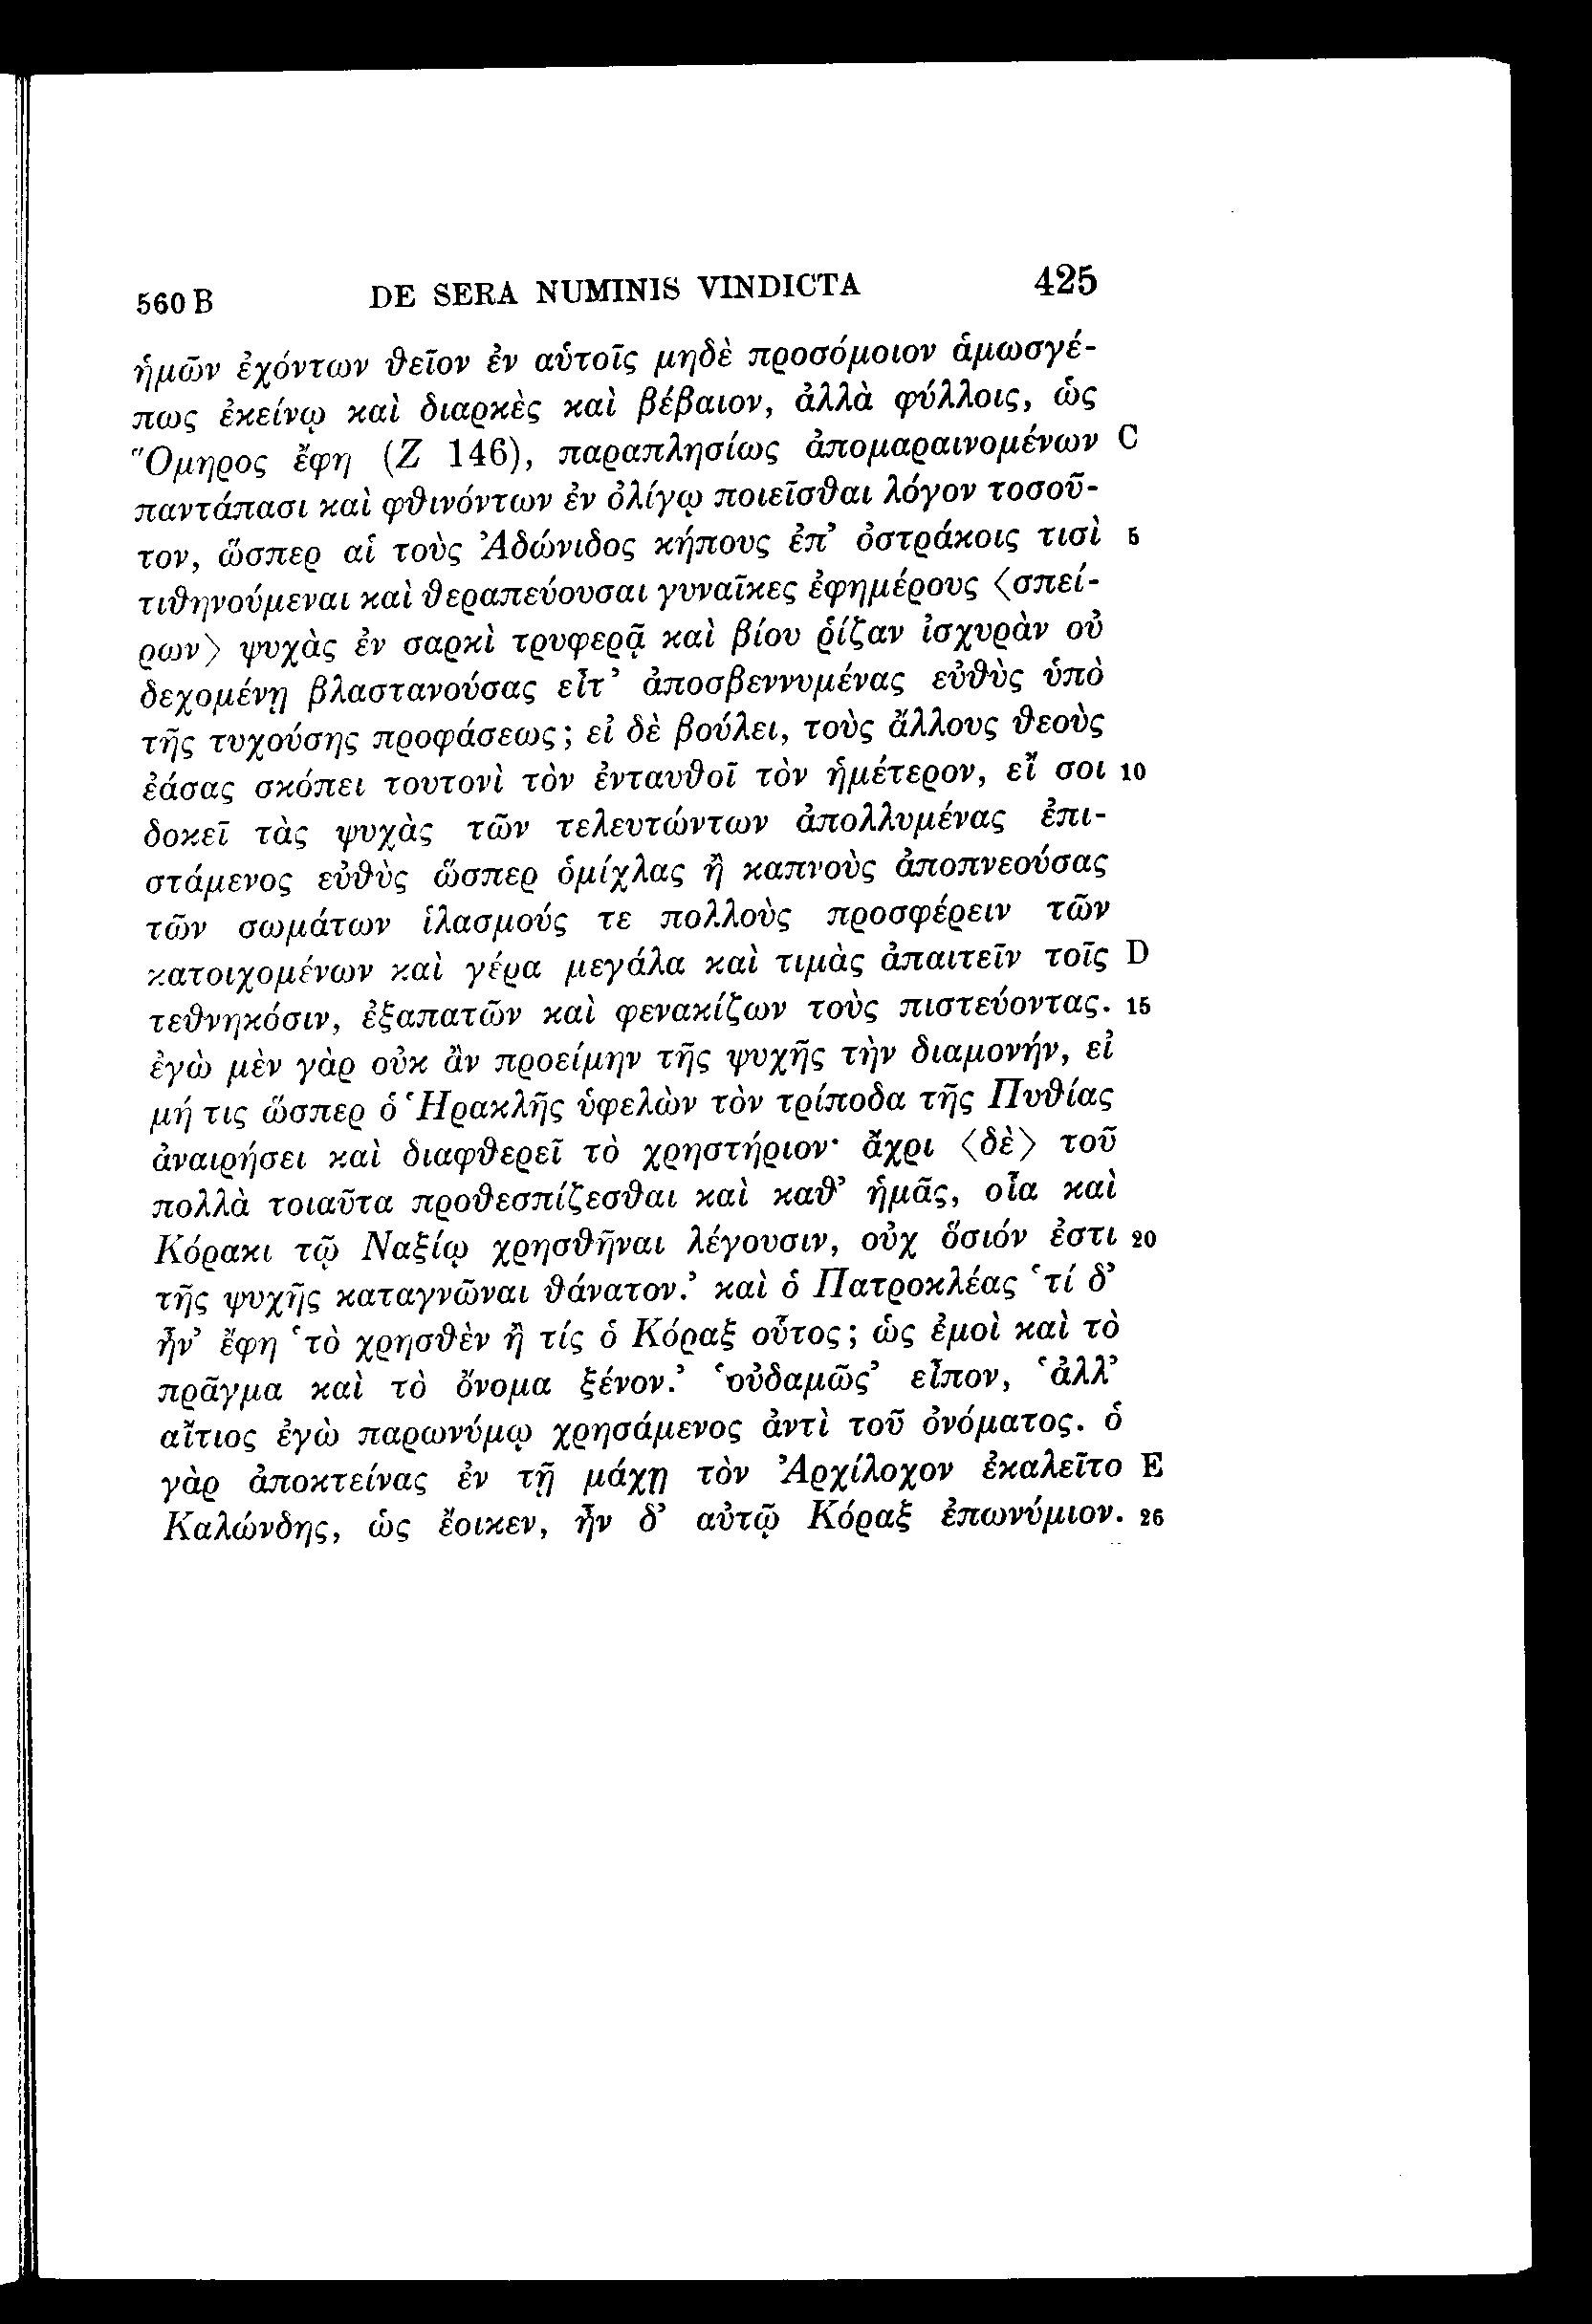 560 B DE SERA NUMINIS VINDICTA 425
ἡμῶν ἐχόντων θεῖον ἐν αὑτοῖς μηδὲ προσόμοιον ἁμωσγέ-
πως ἐκείνῳ καὶ διαρκὲς καὶ βέβαιον, ἀλλὰ φύλλοις, ὡς
Ὅμηρος ἔφη (Ζ 146), παραπλησίως ἀπομαραινομένων C
παντάπασι καὶ φθινόντων ἐν ὀλίγῳ ποιεῖσθαι λόγον τοσοῦ-
τον, ὥσπερ αἱ τοὺς Ἀδώνιδος κήπους ἐπ’ ὀστράκοις τισὶ 5
τιθηνούμεναι καὶ θεραπεύουσαι γυναῖκες ἐφημέρους ⟨σπεί-
ρων⟩ ψυχὰς ἐν σαρκὶ τρυφερᾷ καὶ βίου ῥίζαν ἰσχυρὰν οὐ
δεχομένῃ βλαστανούσας εἶτ’ ἀποσβεννυμένας εὐθὺς ὑπὸ
τῆς τυχούσης προφάσεως; εἰ δὲ βούλει, τοὺς ἄλλους θεοὺς
ἐάσας σκόπει τουτονὶ τὸν ἐνταυθοῖ τὸν ἡμέτερον, εἴ σοι 10
δοκεῖ τὰς ψυχὰς τῶν τελευτώντων ἀπολλυμένας ἐπι-
στάμενος εὐθὺς ὥσπερ ὁμίχλας ἢ καπνοὺς ἀποπνεούσας
τῶν σωμάτων ἱλασμούς τε πολλοὺς προσφέρειν τῶν
κατοιχομένων καὶ γέρα μεγάλα καὶ τιμὰς ἀπαιτεῖν τοῖς D
τεθνηκόσιν, ἐξαπατῶν καὶ φενακίζων τοὺς πιστεύοντας. 15
ἐγὼ μὲν γὰρ οὐκ ἂν προείμην τῆς ψυχῆς τὴν διαμονήν, εἰ
μή τις ὥσπερ ὁ Ἡρακλῆς ὑφελὼν τὸν τρίποδα τῆς Πυθίας
ἀναιρήσει καὶ διαφθερεῖ τὸ χρηστήριον· ἄχρι ⟨δὲ⟩ τοῦ
πολλὰ τοιαῦτα προθεσπίζεσθαι καὶ καθ’ ἡμᾶς, οἷα καὶ
Κόρακι τῷ Ναξίῳ χρησθῆναι λέγουσιν, οὐχ ὅσιόν ἐστι 20
τῆς ψυχῆς καταγνῶναι θάνατον.’ καὶ ὁ Πατροκλέας ‘τί δ’
ἦν’ ἔφη ‘τὸ χρησθὲν ἢ τίς ὁ Κόραξ οὗτος; ὡς ἐμοὶ καὶ τὸ
πρᾶγμα καὶ τὸ ὄνομα ξένον.’ ‘οὐδαμῶς’ εἶπον, ‘ἀλλ’
αἴτιος ἐγὼ παρωνύμῳ χρησάμενος ἀντὶ τοῦ ὀνόματος. ὁ
γὰρ ἀποκτείνας ἐν τῇ μάχῃ τὸν Ἀρχίλοχον ἐκαλεῖτο E
Καλώνδης, ὡς ἔοικεν, ἦν δ’ αὐτῷ Κόραξ ἐπωνύμιον. 26